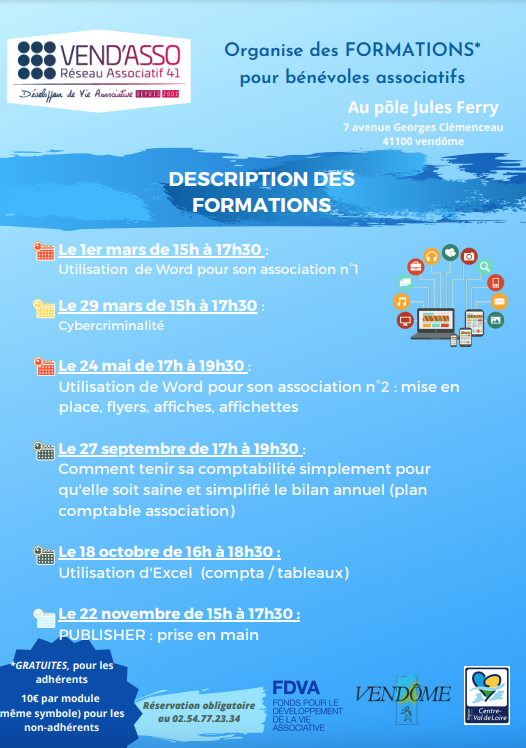 VEND'ASSO
Réseau Associatif 41
Dévelop'peur de Vie Associative DEPUIS 2002
Organise des FORMATIONS*
pour bénévoles associatifs
Au pôle Jules Ferry
7 avenue Georges Clémenceau
41100 vendôme
DESCRIPTION DES
FORMATIONS
Le 1er mars de 15h à 17h30 :
Utilisation de Word pour son association n°1
Le 29 mars de 15h à 17h30 :
Cybercriminalité
Le 24 mai de 17h à 19h30 :
Utilisation de Word pour son association n°2 : mise en
place, flyers, affiches, affichettes
Le 27 septembre de 17h à 19h30 :
Comment tenir sa comptabilité simplement pour
qu'elle soit saine et simplifié le bilan annuel (plan
comptable association)
Le 18 octobre de 16h à 18h30 :
Utilisation d'Excel (compta / tableaux)
Le 22 novembre de 15h à 17h30 :
PUBLISHER : prise en main
*GRATUITES, pour les
adhérents
10€ par module
même symbole) pour les
non-adhérents
Réservation obligatoire
au 02.54.77.23.34
FDVA
FONDS POUR LE
DÉVELOPPEMENT
DE LA VIE
ASSOCIATIVE
VENDÔME
Centre-
Val de Loire